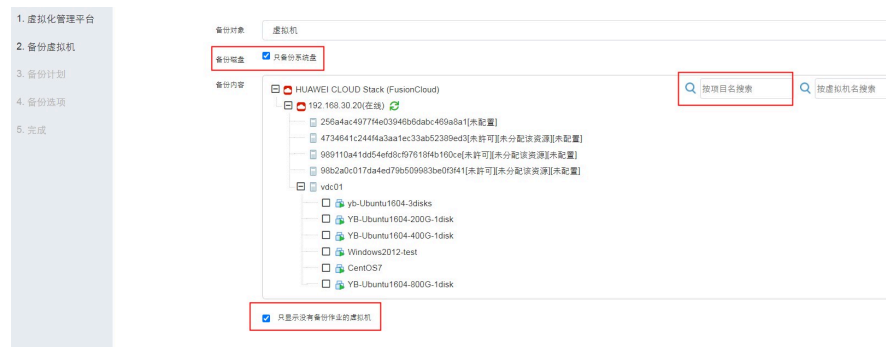 1. 虚拟化管理平台
2. 备份虚拟机
3. 备份计划
4. 备份选项
5. 完成
备份对象 虚拟机
备份磁盘 只备份系统盘
备份内容 HUAWEI CLOUD Stack (FusionCloud) 按项目名搜索 按虚拟机名搜索
192.168.30.20(在线)
256a4ac4977f4e03946b6dabc469a8a1[未配置]
4734641c244f4a3aa1ec33ab52389ed3[未許可][未分配该资源][未配置]
989110a41dd54efd8cf97618f4b160ce[未許可][未分配该资源][未配置]
98b2a0c017da4ed79b509983be0f3f41[未許可][未分配该资源][未配置]
vdc01
yb-Ubuntu1604-3disks
YB-Ubuntu1604-200G-1disk
YB-Ubuntu1604-400G-1disk
Windows2012-test
CentOS7
YB-Ubuntu1604-800G-1disk
只显示没有备份作业的虚拟机